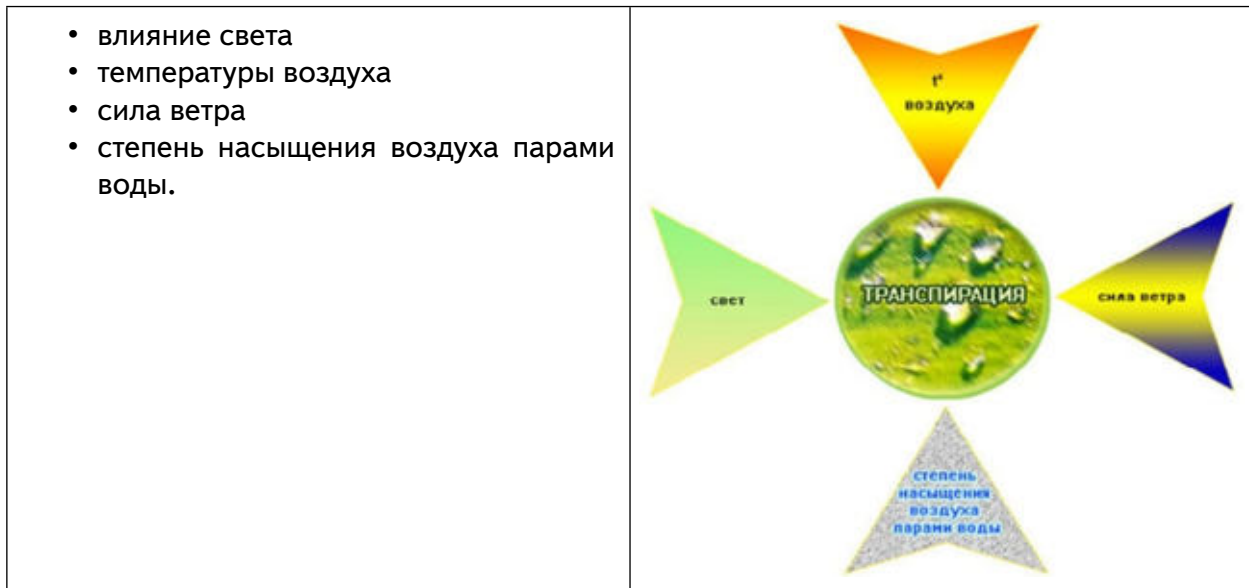 • влияние света
• температуры воздуха
• сила ветра
• степень насыщения воздуха парами
воды.
t°
воздуха
свет
ТРАНСПИРАЦИЯ
сила ветра
степень
насыщения
воздуха
парами воды